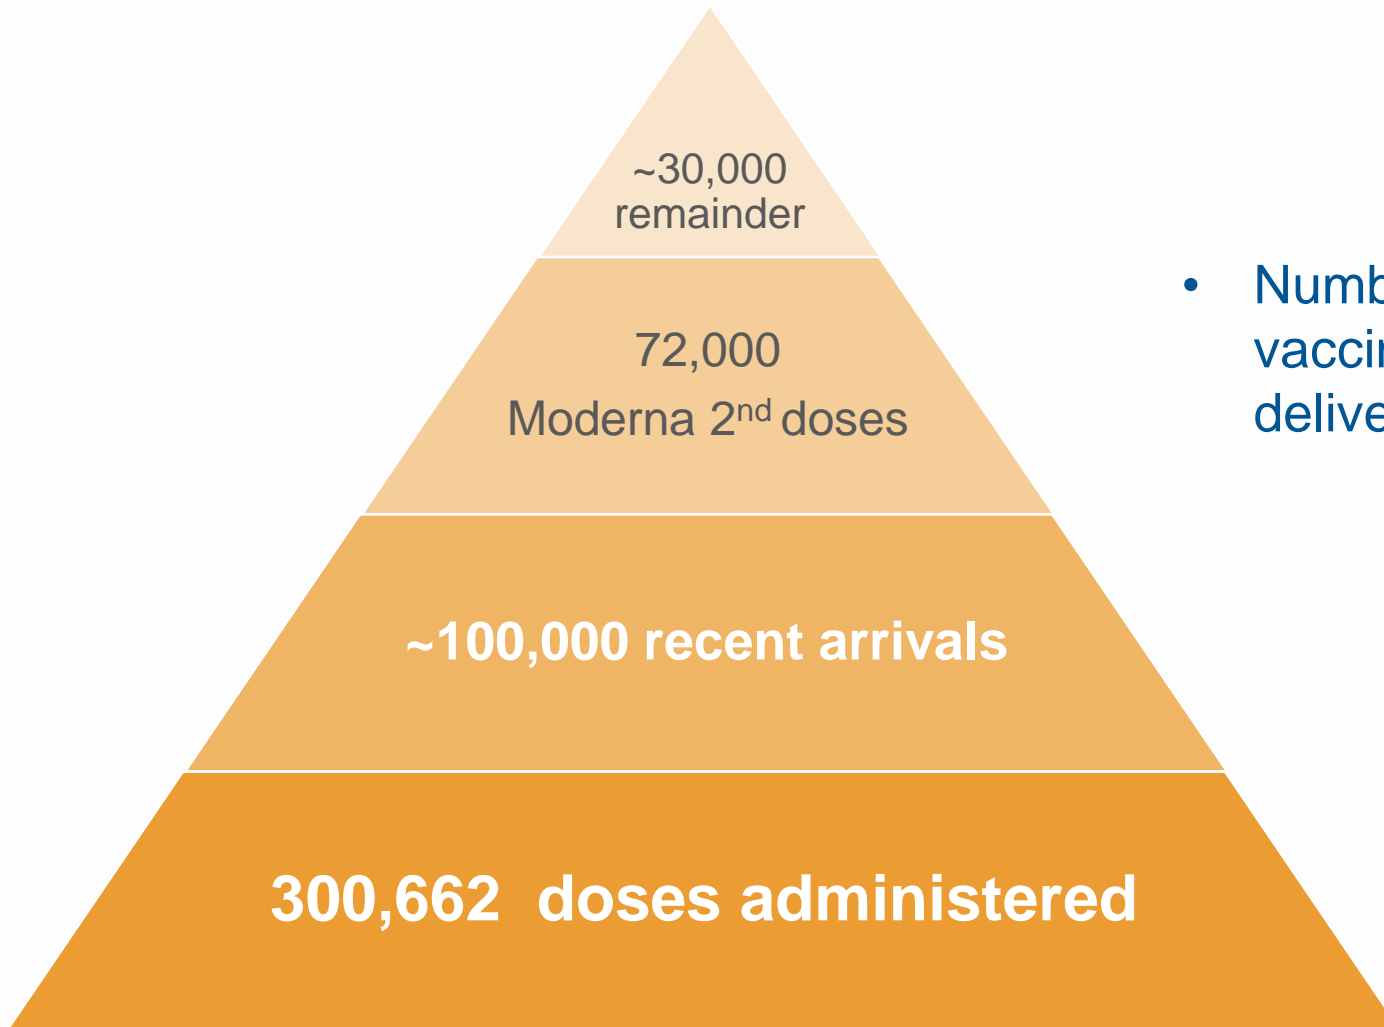 ~30,000
remainder
72,000
Moderna 2nd doses
~100,000 recent arrivals
300,662 doses administered
•